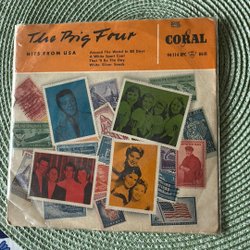 The Big Four
HITS FROM USA
Around The World In 80 Days
A White Sport Coat
That'll Be The Day
White Silver Sands
CORAL